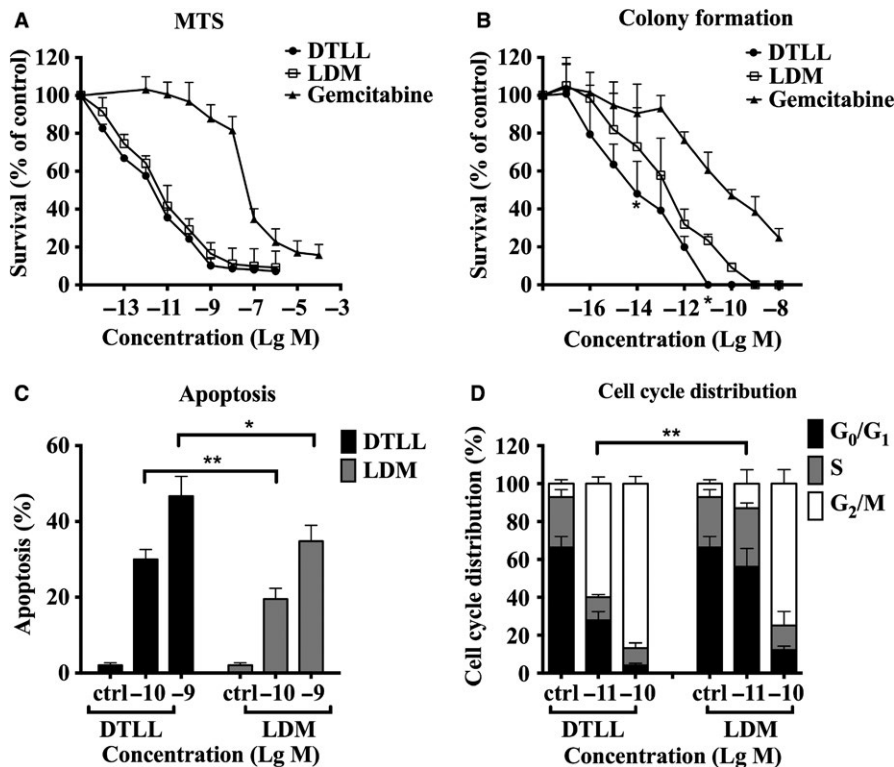 A
MTS
DTLL
LDM
Gemcitabine
Survival (% of control)
120
100
80
60
40
20
0
–13 –11 –9 –7 –5 –3
Concentration (Lg M)
B
Colony formation
DTLL
LDM
Gemcitabine
Survival (% of control)
120
100
80
60
40
20
0
*
*
–16 –14 –12 –10 –8
Concentration (Lg M)
C
Apoptosis
DTLL
LDM
Apoptosis (%)
60
40
20
0
*
**
ctrl –10 –9 ctrl –10 –9
DTLL LDM
Concentration (Lg M)
D
Cell cycle distribution
G0/G1
S
G2/M
Cell cycle distribution (%)
120
100
80
60
40
20
0
**
ctrl –11 –10 ctrl –11 –10
DTLL LDM
Concentration (Lg M)